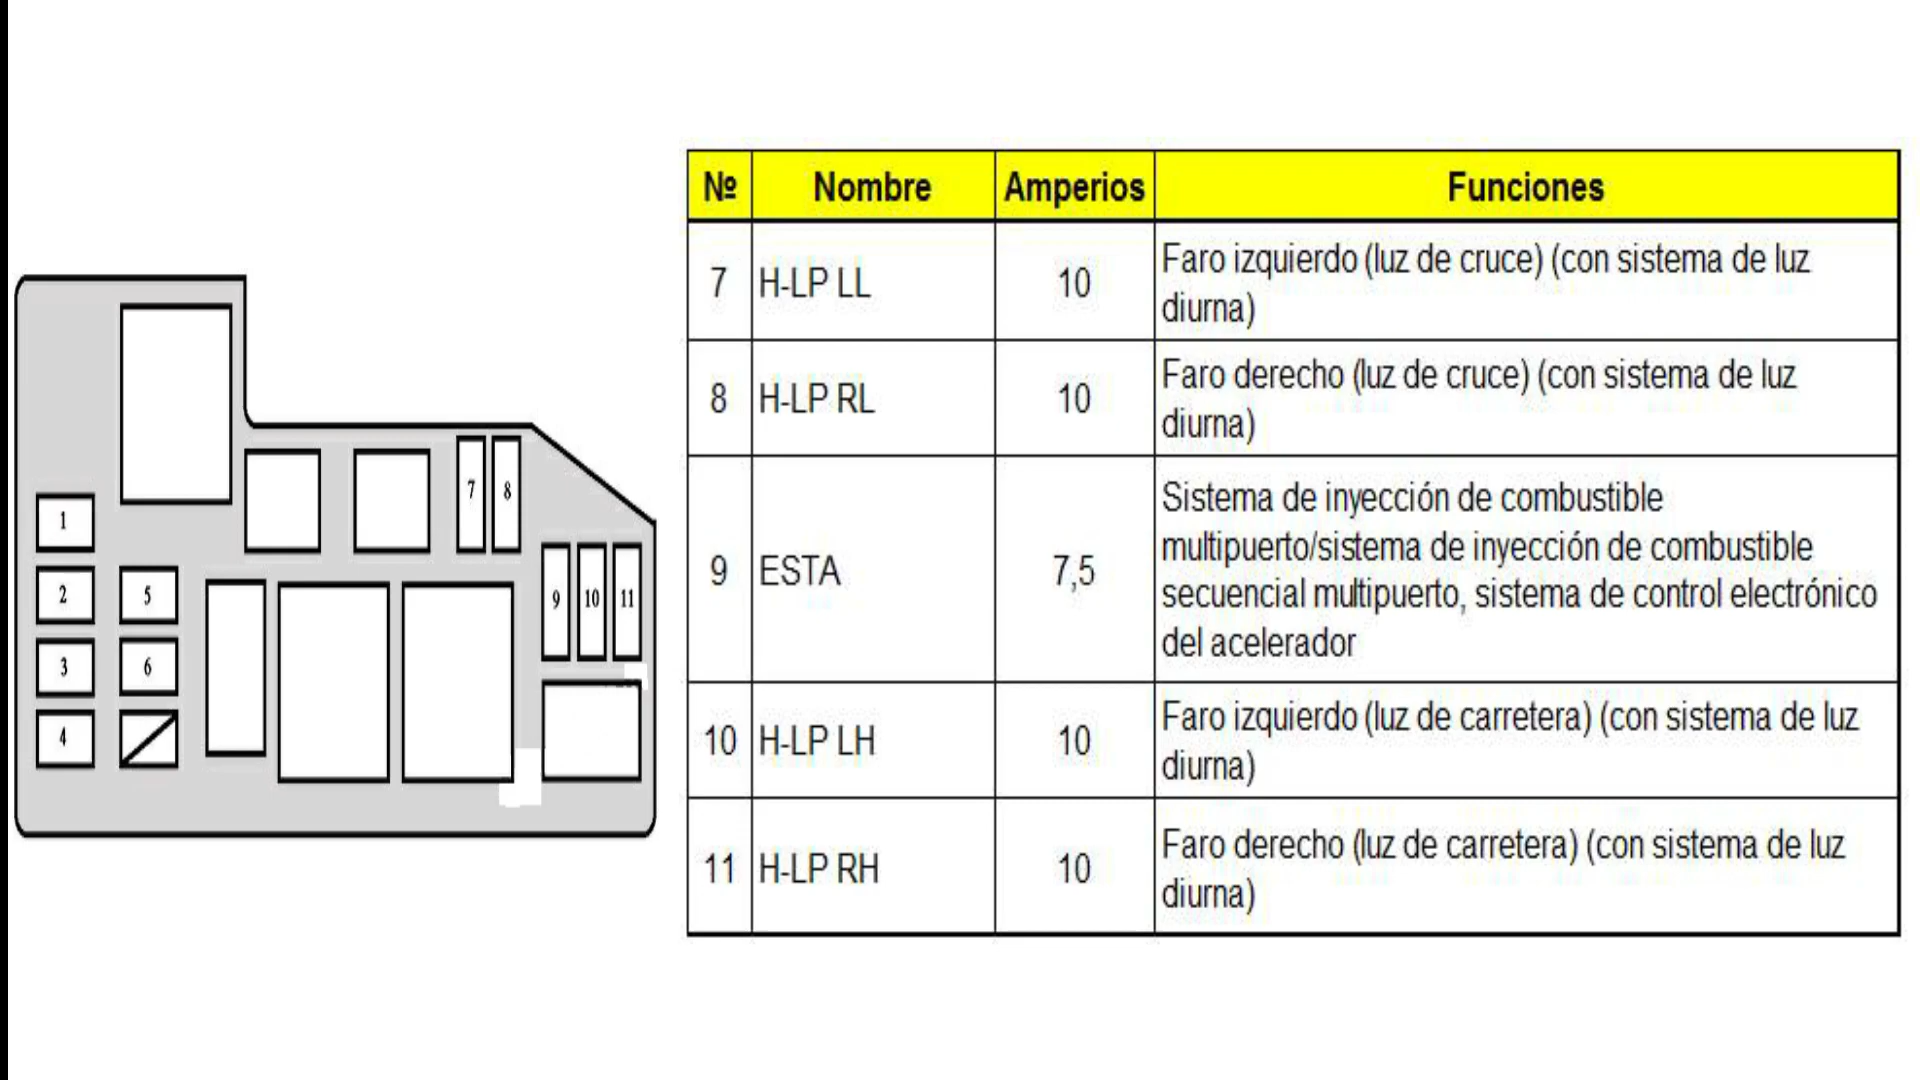 1
2
3
4
5
6
7
8
9
10
11
Nº
Nombre
Amperios
Funciones
7
H-LP LL
10
Faro izquierdo (luz de cruce) (con sistema de luz
diurna)
8
H-LP RL
10
Faro derecho (luz de cruce) (con sistema de luz
diurna)
9
ESTA
7,5
Sistema de inyección de combustible
multipuerto/sistema de inyección de combustible
secuencial multipuerto, sistema de control electrónico
del acelerador
10
H-LP LH
10
Faro izquierdo (luz de carretera) (con sistema de luz
diurna)
11
H-LP RH
10
Faro derecho (luz de carretera) (con sistema de luz
diurna)